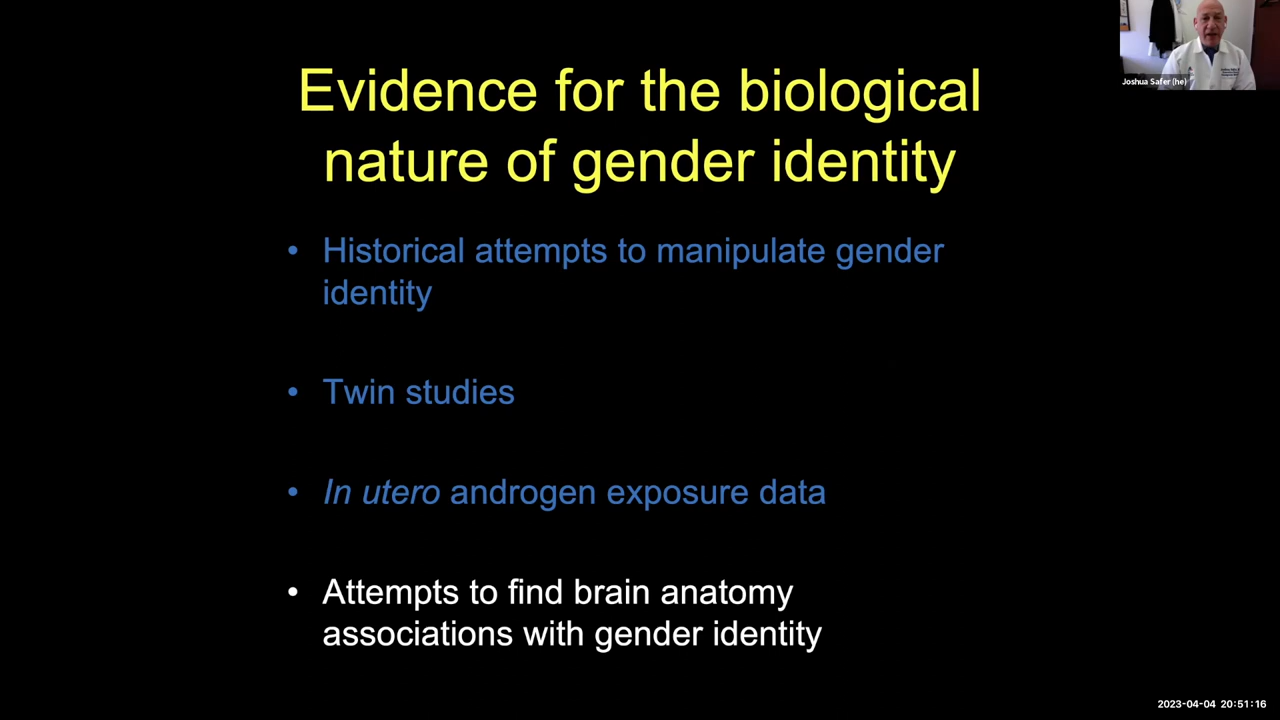 Evidence for the biological
nature of gender identity
• Historical attempts to manipulate gender
identity
• Twin studies
• In utero androgen exposure data
• Attempts to find brain anatomy
associations with gender identity
Joshua Safer (he)
2023-04-04 20:51:16